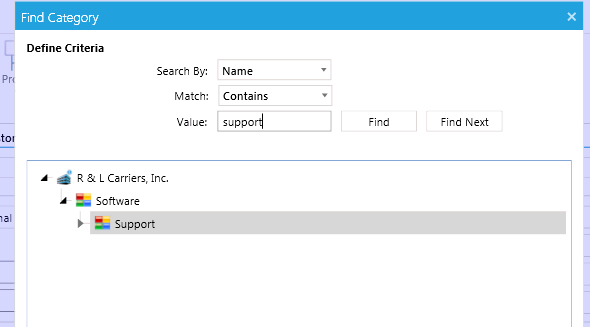 Find Category
Define Criteria
Search By: Name
Match: Contains
Value: support Find Find Next
R & L Carriers, Inc.
Software
Support